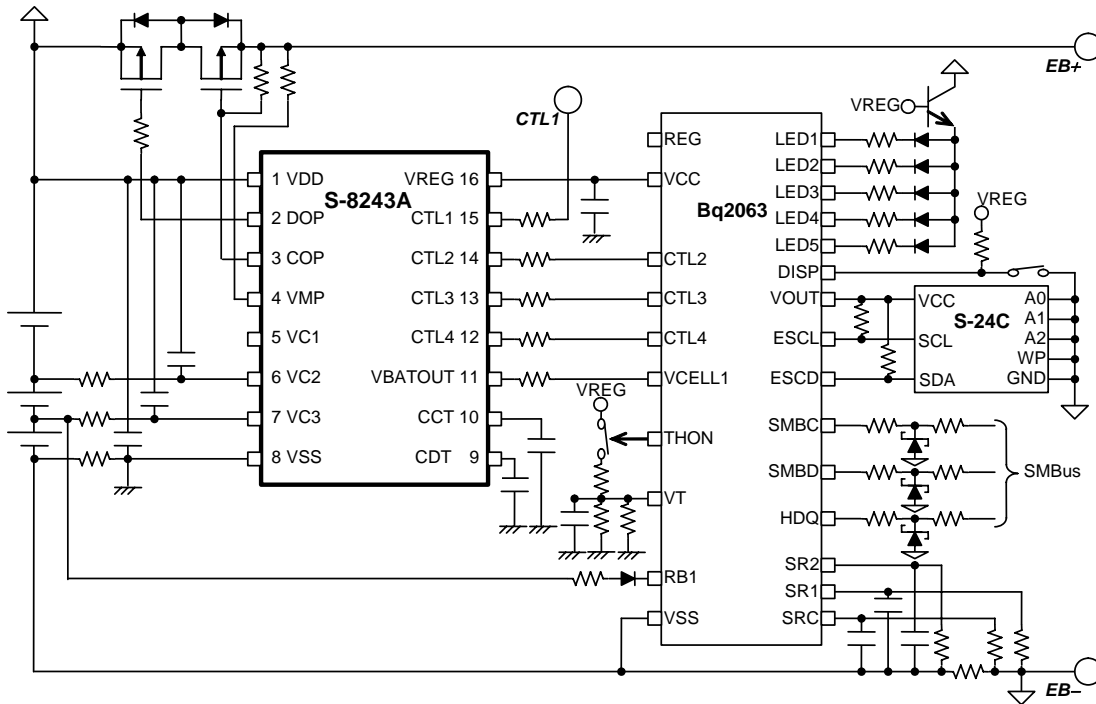 EB+
CTL1
VREG
S-8243A
1 VDD
2 DOP
3 COP
4 VMP
5 VC1
6 VC2
7 VC3
8 VSS
VREG 16
CTL1 15
CTL2 14
CTL3 13
CTL4 12
VBATOUT 11
CCT 10
CDT 9
VREG
Bq2063
REG
VCC
CTL2
CTL3
CTL4
VCELL1
THON
VT
RB1
VSS
LED1
LED2
LED3
LED4
LED5
DISP
VOUT
ESCL
ESCD
SMBC
SMBD
HDQ
SR2
SR1
SRC
VREG
S-24C
VCC
SCL
SDA
A0
A1
A2
WP
GND
SMBus
EB−